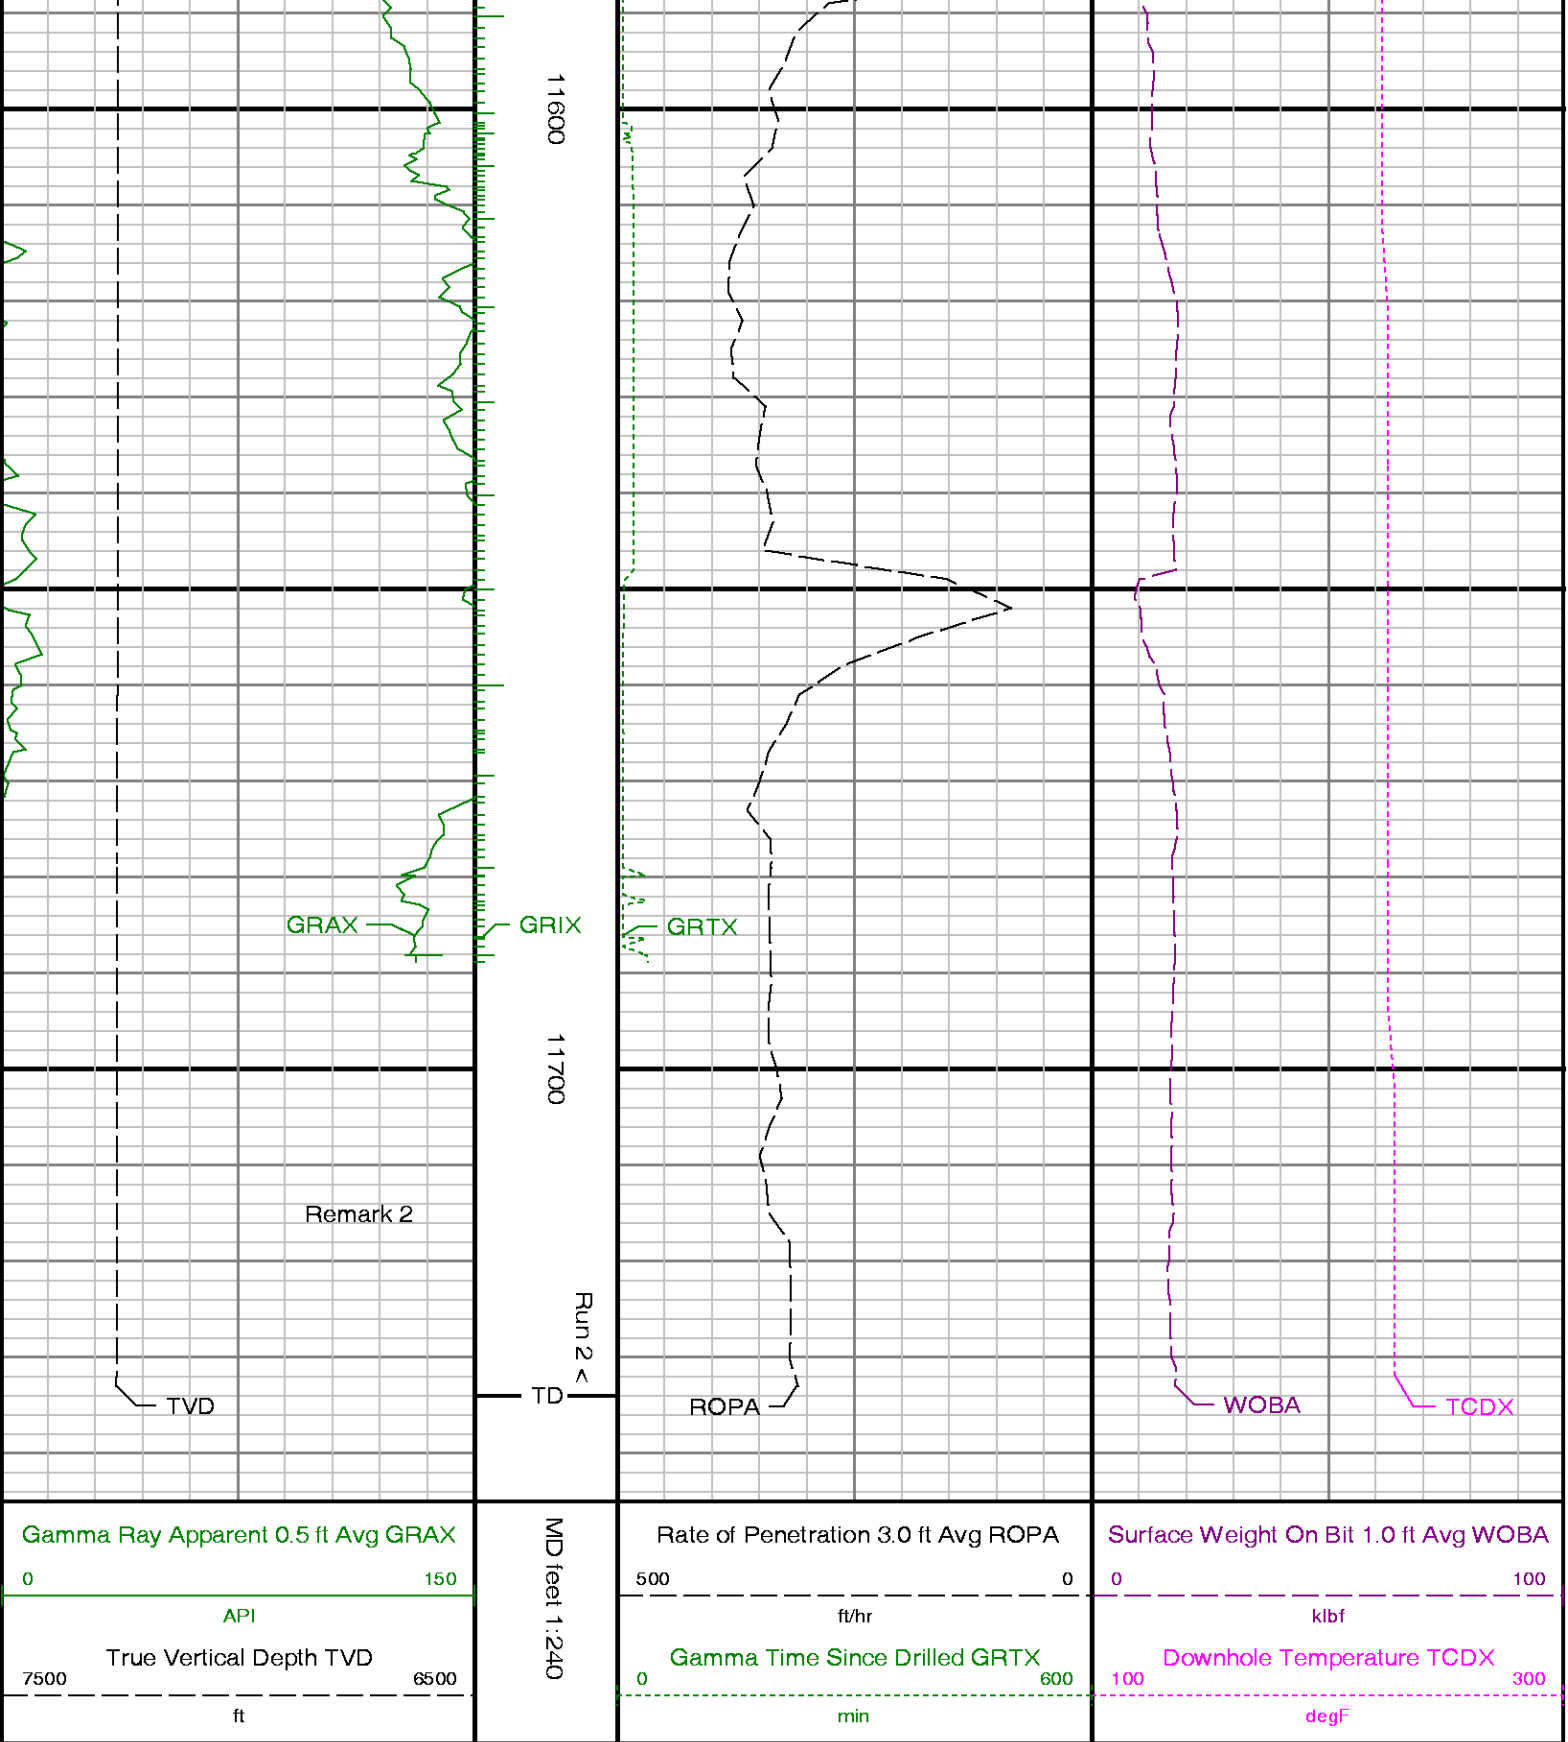 11600
GRAX
GRIX
GRTX
11700
Remark 2
Run 2 <
TD
TVD
ROPA
WOBA
TCDX
Gamma Ray Apparent 0.5 ft Avg GRAX
0 150
API
True Vertical Depth TVD
7500 6500
ft
MD feet 1:240
Rate of Penetration 3.0 ft Avg ROPA
500 0
ft/hr
Gamma Time Since Drilled GRTX
0 600
min
Surface Weight On Bit 1.0 ft Avg WOBA
0 100
klbf
Downhole Temperature TCDX
100 300
degF